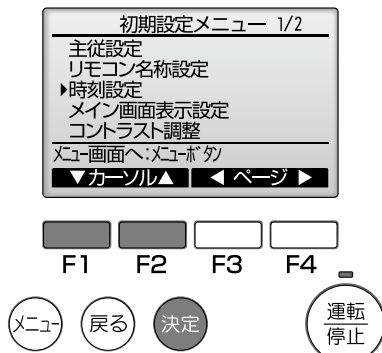 初期設定メニュー 1/2
主従設定
リモコン名称設定
▶時刻設定
メイン画面表示設定
コントラスト調整
メニュー画面へ:メニューボタン
▼カーソル▲ ◀ ページ ▶
F1 F2 F3 F4
メニュー 戻る 決定 運転
停止